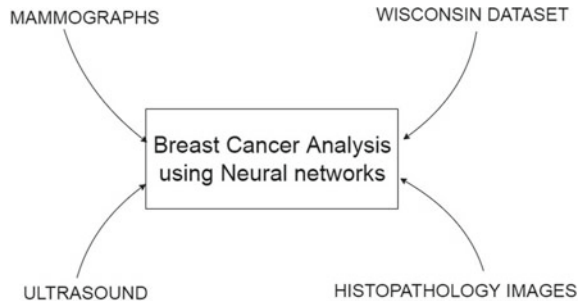 MAMMOGRAPHS
WISCONSIN DATASET
Breast Cancer Analysis
using Neural networks
ULTRASOUND
HISTOPATHOLOGY IMAGES